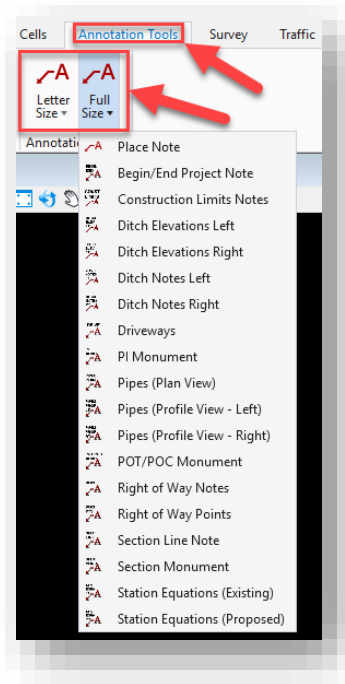 Cells Annotation Tools Survey Traffic
A A
Letter Full
Size Size
Annotati
Place Note
Begin/End Project Note
Construction Limits Notes
Ditch Elevations Left
Ditch Elevations Right
Ditch Notes Left
Ditch Notes Right
Driveways
PI Monument
Pipes (Plan View)
Pipes (Profile View - Left)
Pipes (Profile View - Right)
POT/POC Monument
Right of Way Notes
Right of Way Points
Section Line Note
Section Monument
Station Equations (Existing)
Station Equations (Proposed)